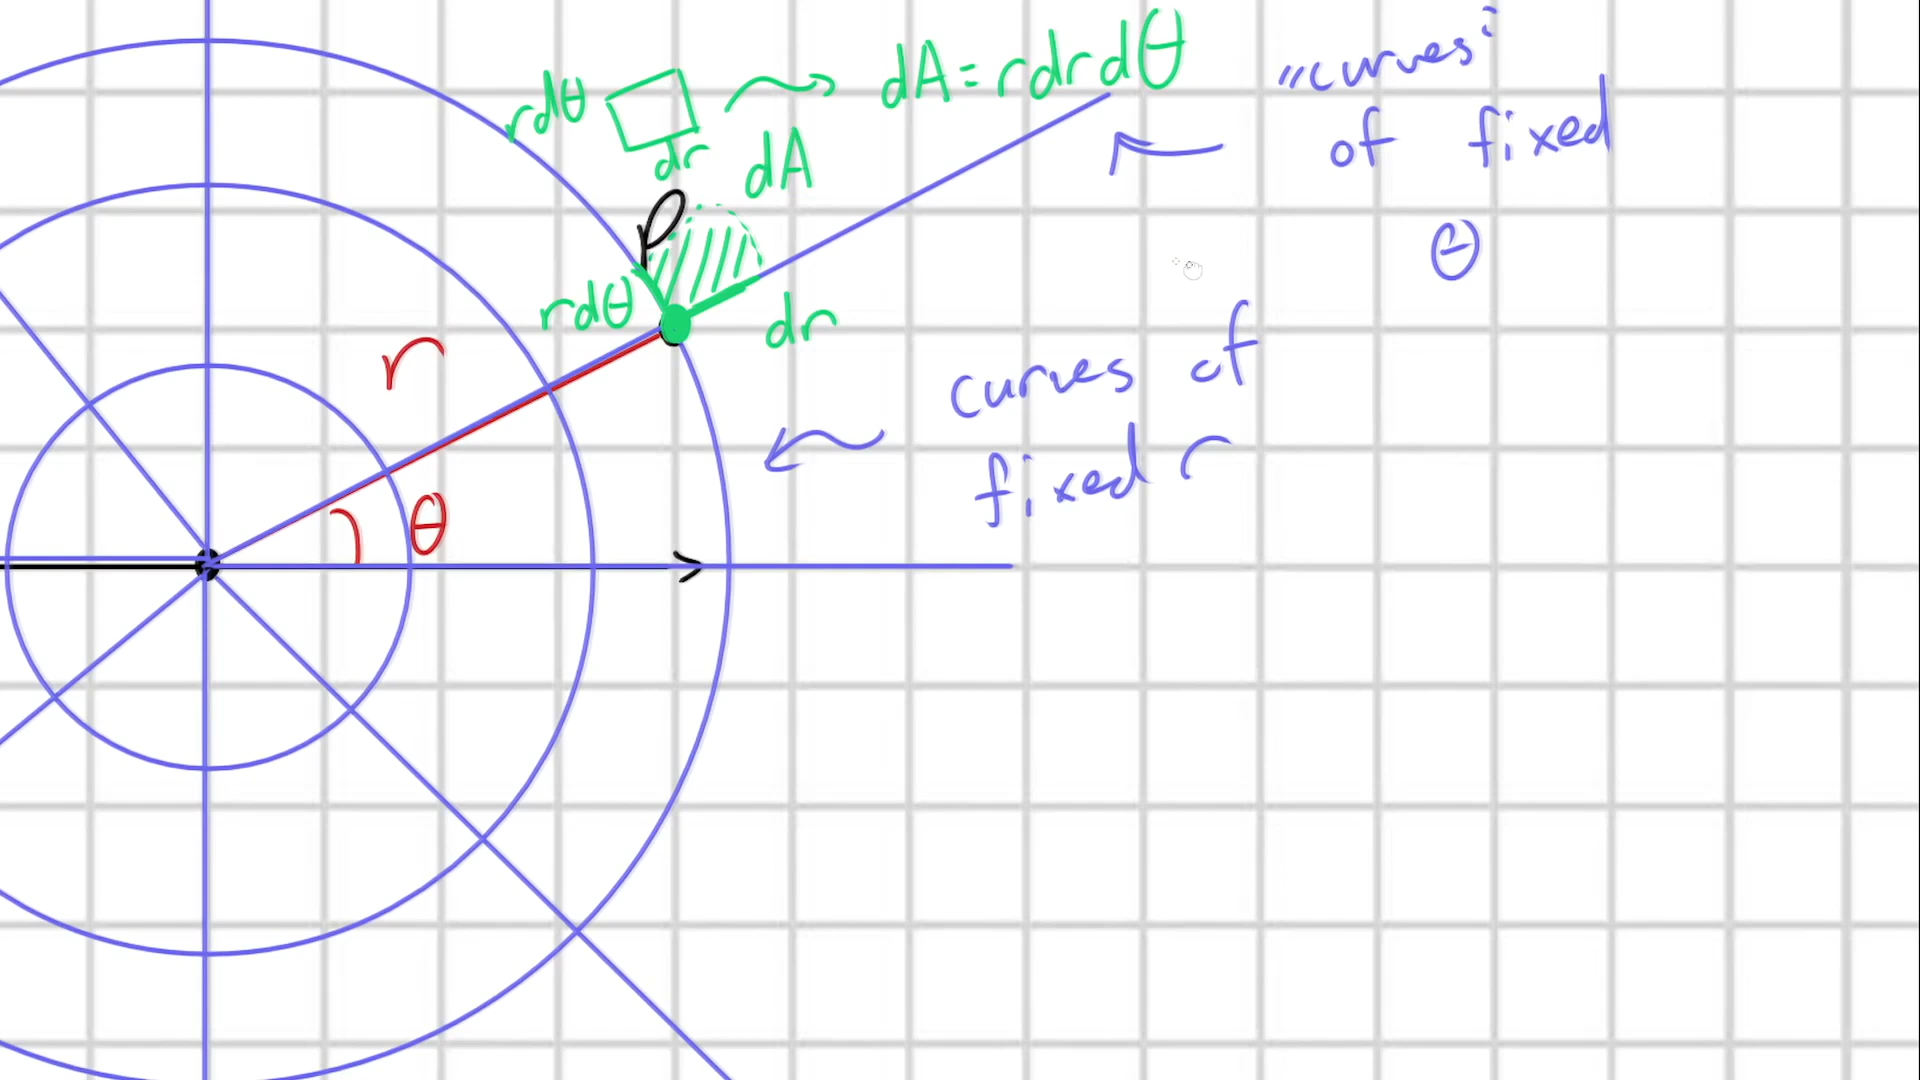 rdθ
dr
dA = rdrdθ
dA
P
rdθ
dr
r
θ
"curves"
of fixed
θ
curves of
fixed r